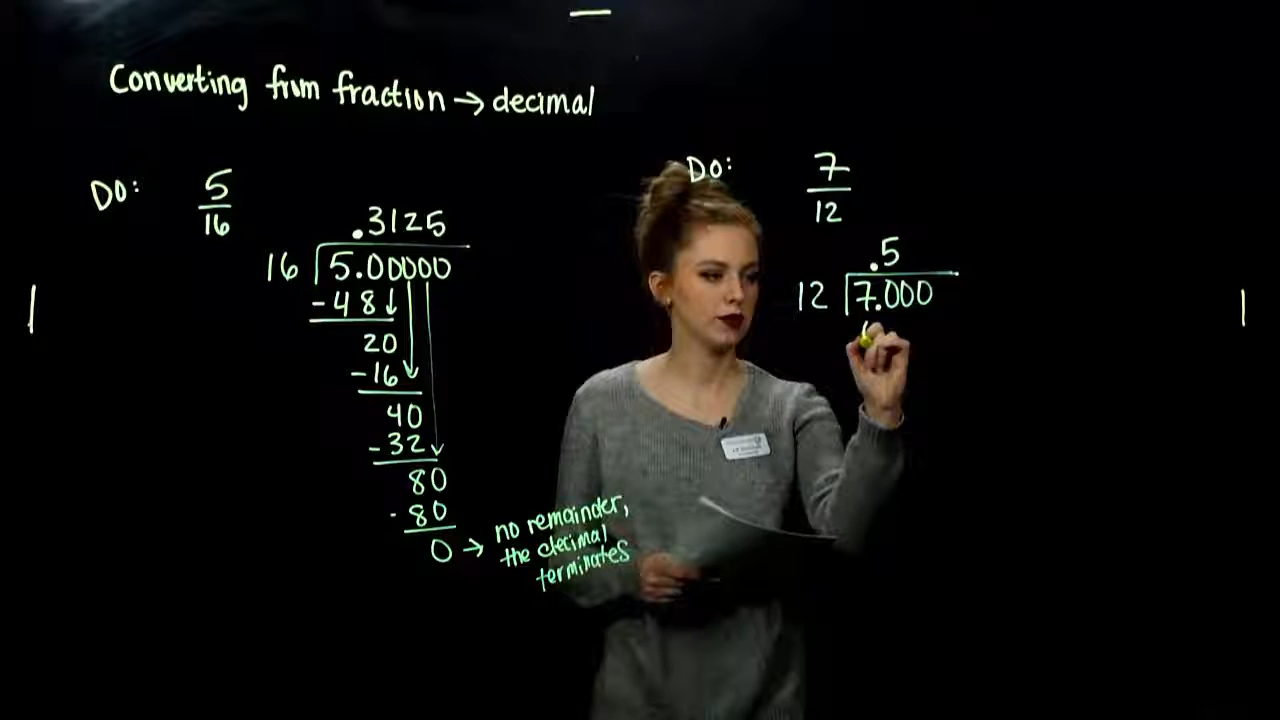 Converting from fraction → decimal
DO: 5/16
.3125
16 5.00000
-48
20
-16
40
-32
80
-80
0 → no remainder,
the decimal
terminates
DO: 7/12
.5
12 7.000